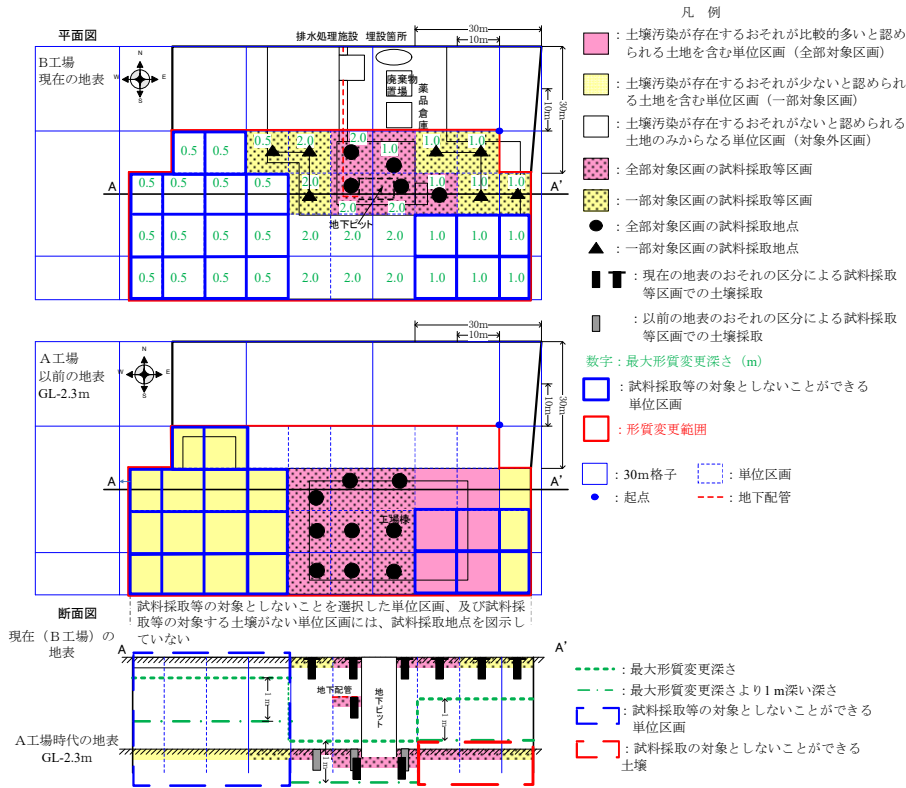 平面図
B工場
現在の地表
N
W
E
S
排水処理施設 埋設箇所
廃棄物
置場
薬品倉庫
30m
10m
10m
30m
0.5 0.5 0.5 2.0 2.0 1.0 1.0 1.0
0.5 0.5 0.5 0.5 2.0 2.0 2.0 1.0 1.0 1.0
A
A'
地下ピット
0.5 0.5 0.5 0.5 2.0 2.0 2.0 1.0 1.0 1.0
0.5 0.5 0.5 0.5 2.0 2.0 2.0 1.0 1.0 1.0
A工場
以前の地表
GL-2.3m
N
W
E
S
30m
10m
10m
30m
A
A'
工場棟
断面図
試料採取等の対象としないことを選択した単位区画、及び試料採
取等の対象する土壌がない単位区画には、試料採取地点を図示し
ていない
現在（B工場）の
地表
A
A'
地下配管
地下ピット
1m
1m
1m
A工場時代の地表
GL-2.3m
凡 例
：土壌汚染が存在するおそれが比較的多いと認め
られる土地を含む単位区画（全部対象区画）
：土壌汚染が存在するおそれが少ないと認められ
る土地を含む単位区画（一部対象区画）
：土壌汚染が存在するおそれがないと認められる
土地のみからなる単位区画（対象外区画）
：全部対象区画の試料採取等区画
：一部対象区画の試料採取等区画
：全部対象区画の試料採取地点
：一部対象区画の試料採取地点
：現在の地表のおそれの区分による試料採取
等区画での土壌採取
：以前の地表のおそれの区分による試料採取
等区画での土壌採取
数字：最大形質変更深さ（m）
：試料採取等の対象としないことができる
単位区画
：形質変更範囲
：30m格子
：単位区画
：起点
：地下配管
：最大形質変更深さ
：最大形質変更深さより1m深い深さ
：試料採取等の対象としないことができる
単位区画
：試料採取の対象としないことができる
土壌